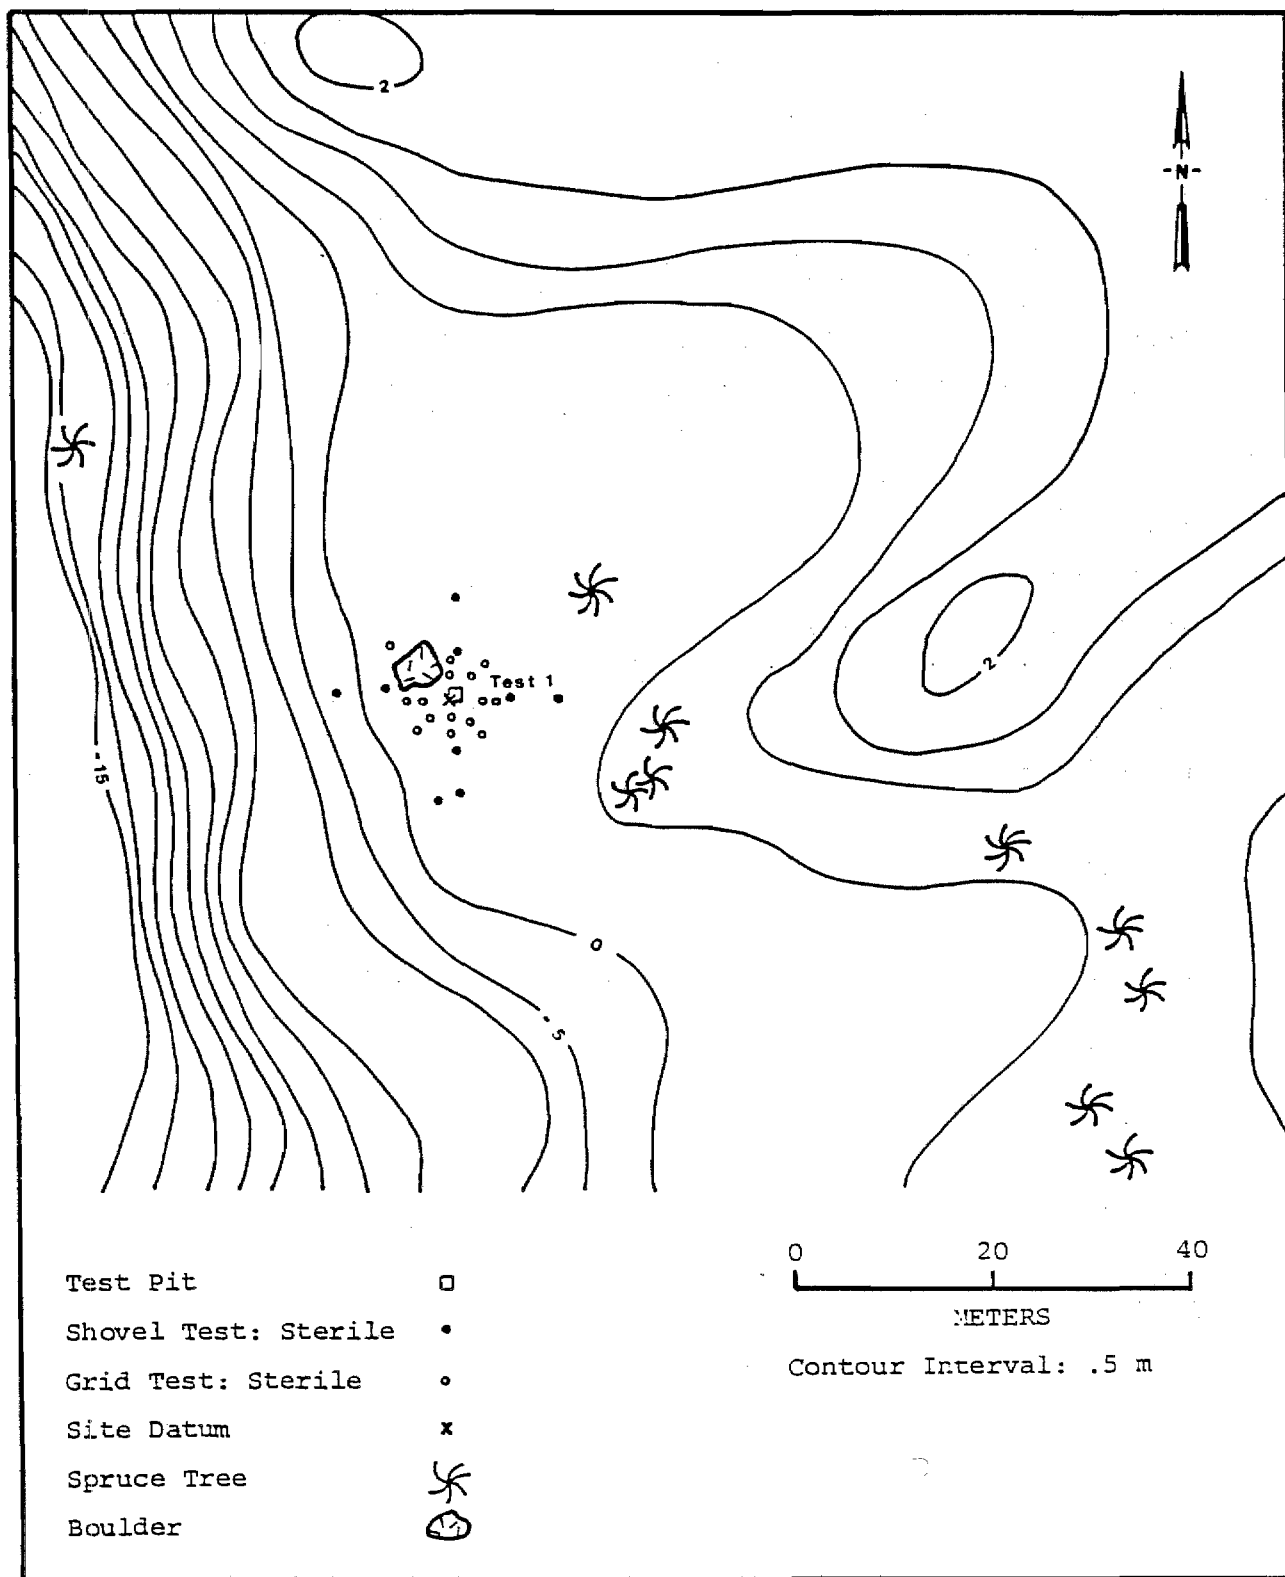 2
-N-
2
Test 1
-15
0
-5
0 20 40
METERS
Contour Interval: .5 m
Test Pit
Shovel Test: Sterile
Grid Test: Sterile
Site Datum x
Spruce Tree
Boulder